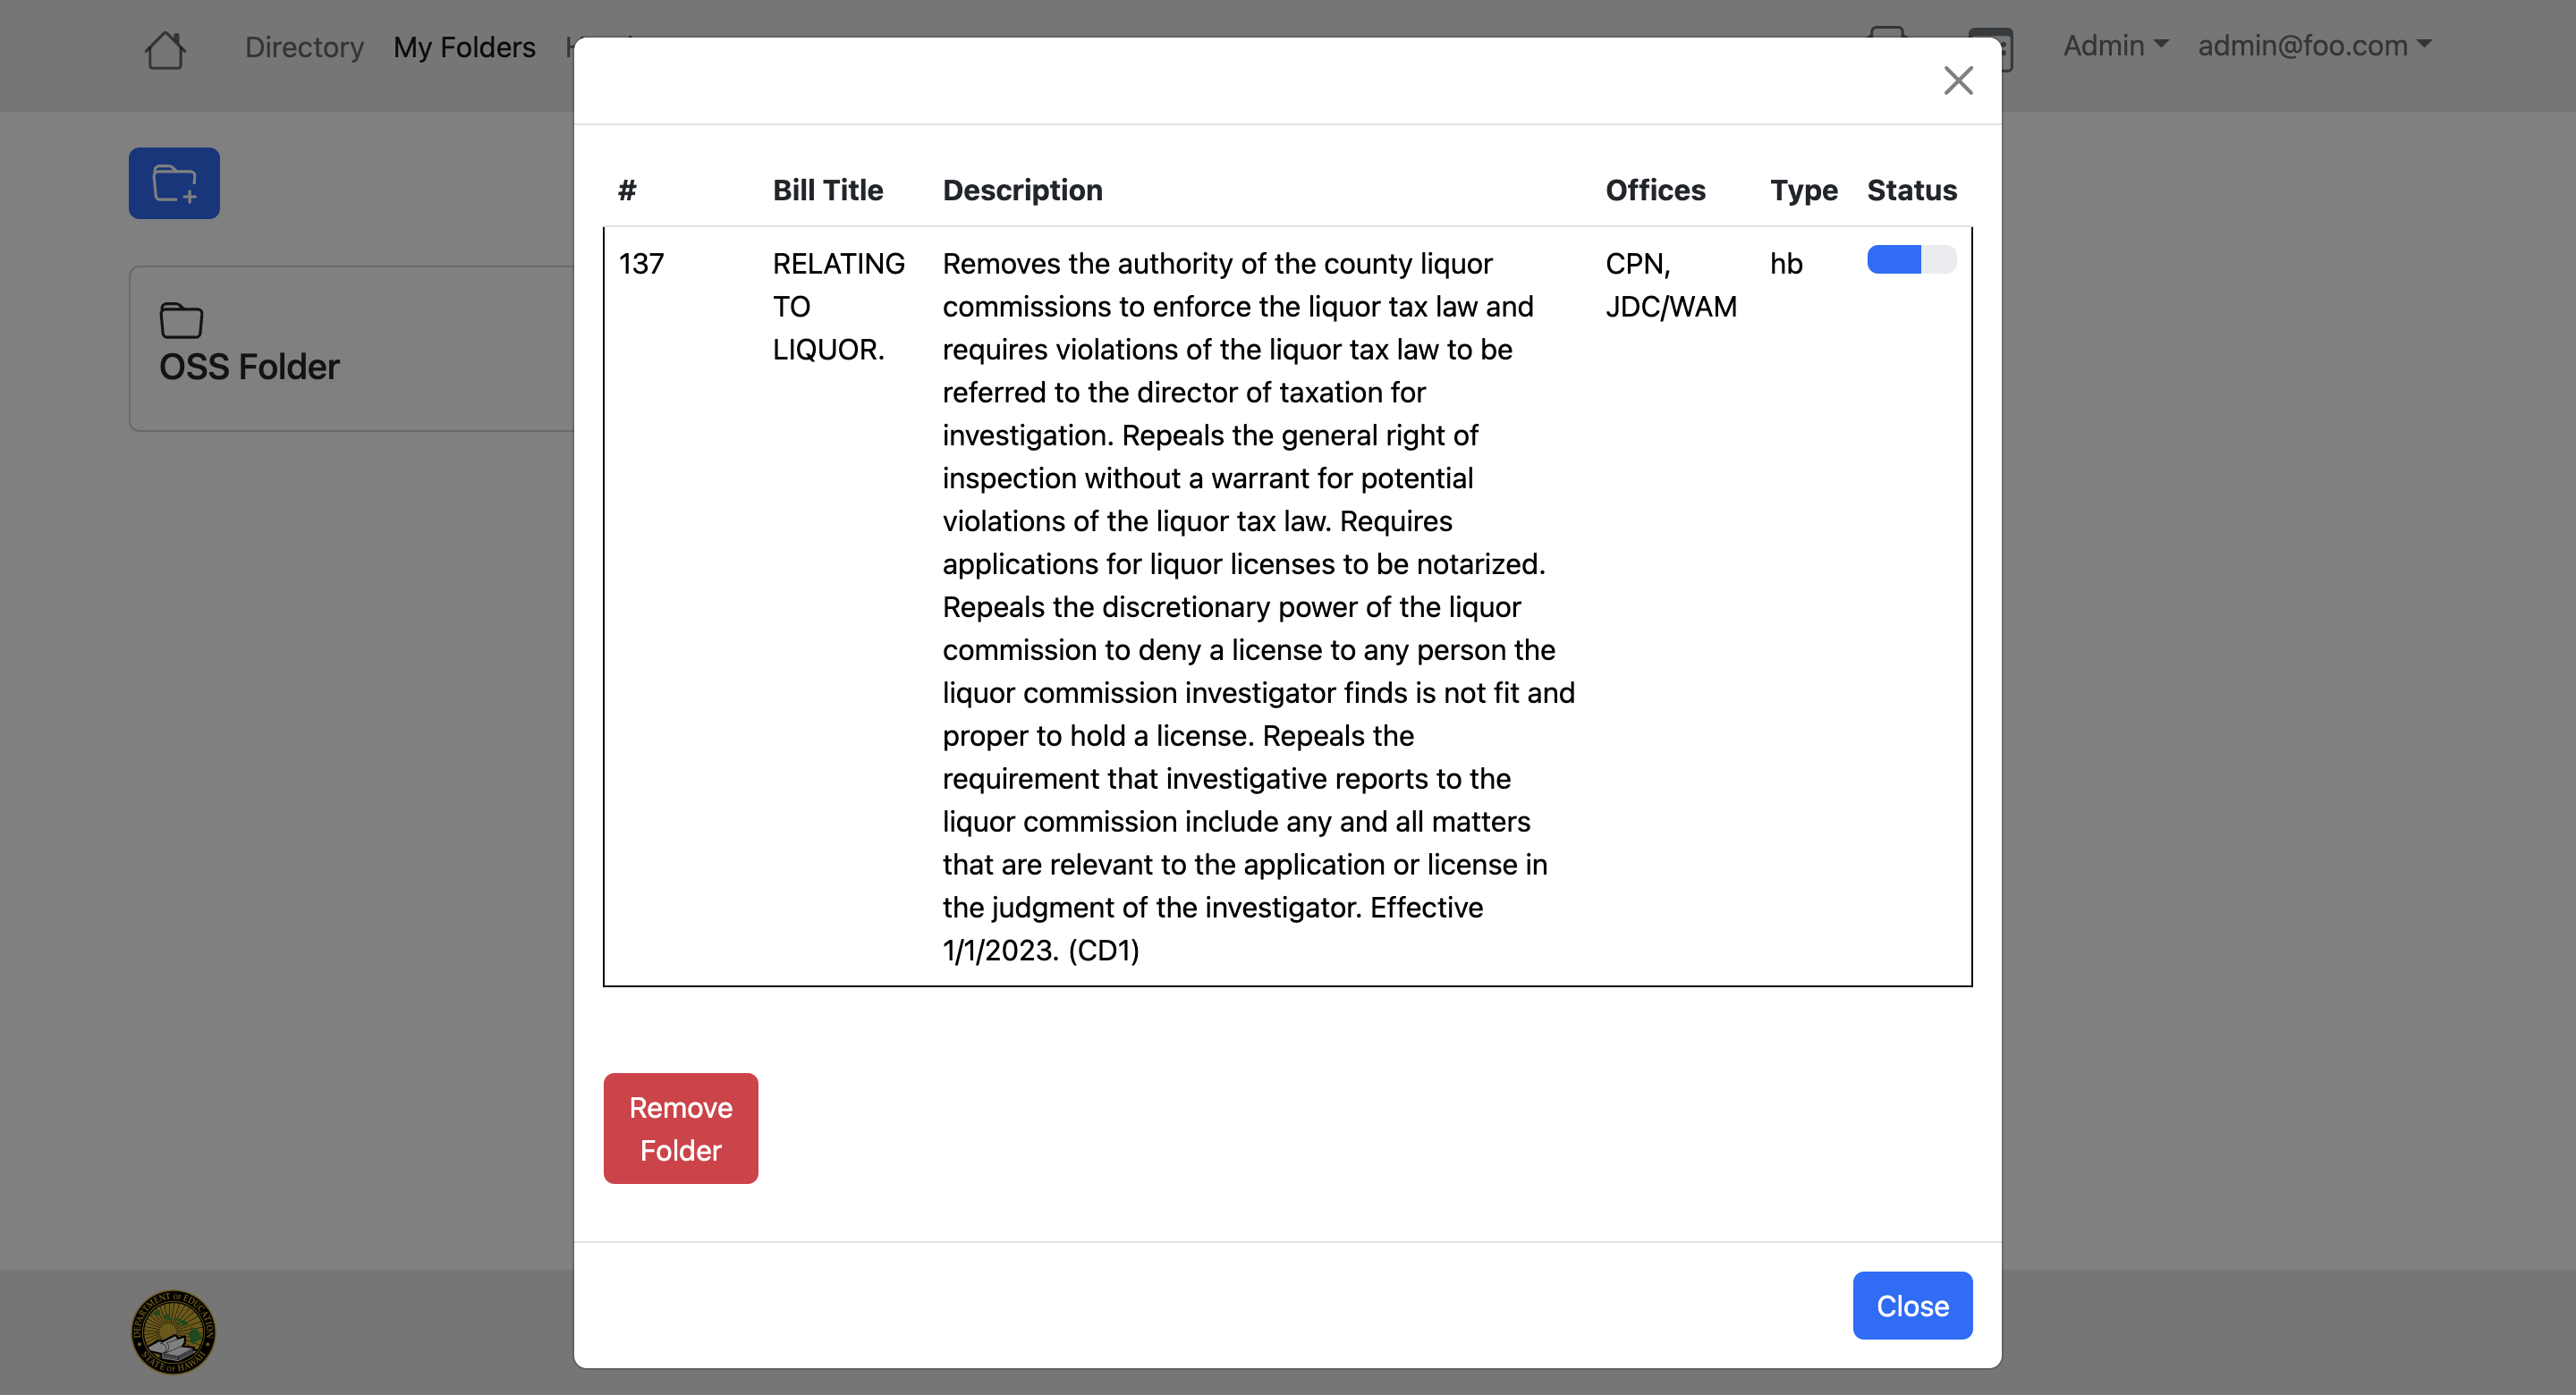 Directory My Folders
Admin admin@foo.com
# Bill Title Description Offices Type Status
137 RELATING Removes the authority of the county liquor CPN, hb
TO commissions to enforce the liquor tax law and JDC/WAM
LIQUOR. requires violations of the liquor tax law to be
referred to the director of taxation for
investigation. Repeals the general right of
inspection without a warrant for potential
violations of the liquor tax law. Requires
applications for liquor licenses to be notarized.
Repeals the discretionary power of the liquor
commission to deny a license to any person the
liquor commission investigator finds is not fit and
proper to hold a license. Repeals the
requirement that investigative reports to the
liquor commission include any and all matters
that are relevant to the application or license in
the judgment of the investigator. Effective
1/1/2023. (CD1)
OSS Folder
Remove
Folder
Close
DEPARTMENT OF EDUCATION
STATE OF HAWAII